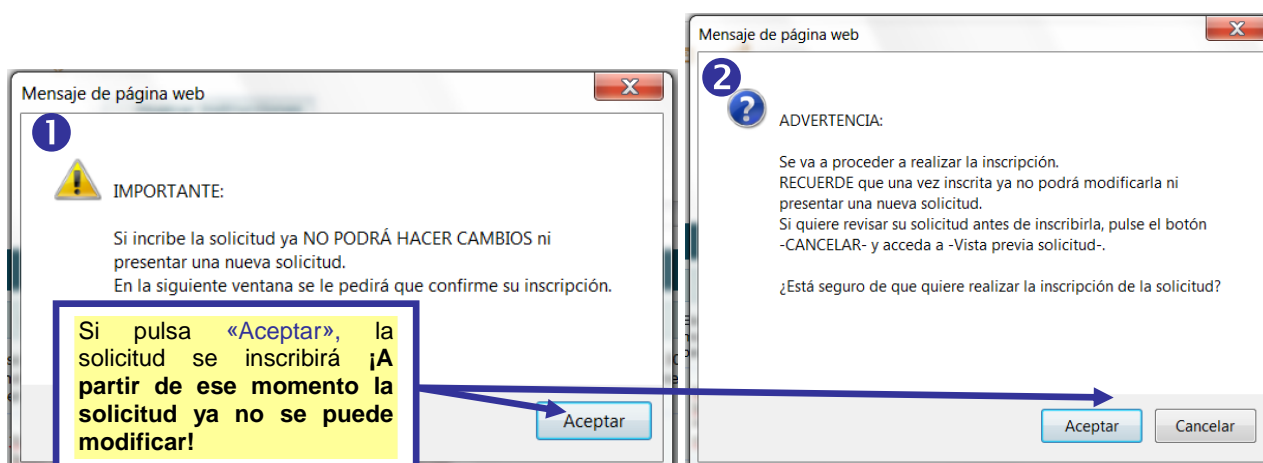 Mensaje de página web
1
IMPORTANTE:
Si incribe la solicitud ya NO PODRÁ HACER CAMBIOS ni
presentar una nueva solicitud.
En la siguiente ventana se le pedirá que confirme su inscripción.
Si pulsa «Aceptar», la
solicitud se inscribirá ¡A
partir de ese momento la
solicitud ya no se puede
modificar!
Aceptar
Mensaje de página web
2
ADVERTENCIA:
Se va a proceder a realizar la inscripción.
RECUERDE que una vez inscrita ya no podrá modificarla ni
presentar una nueva solicitud.
Si quiere revisar su solicitud antes de inscribirla, pulse el botón
-CANCELAR- y acceda a -Vista previa solicitud-.
¿Está seguro de que quiere realizar la inscripción de la solicitud?
Aceptar Cancelar